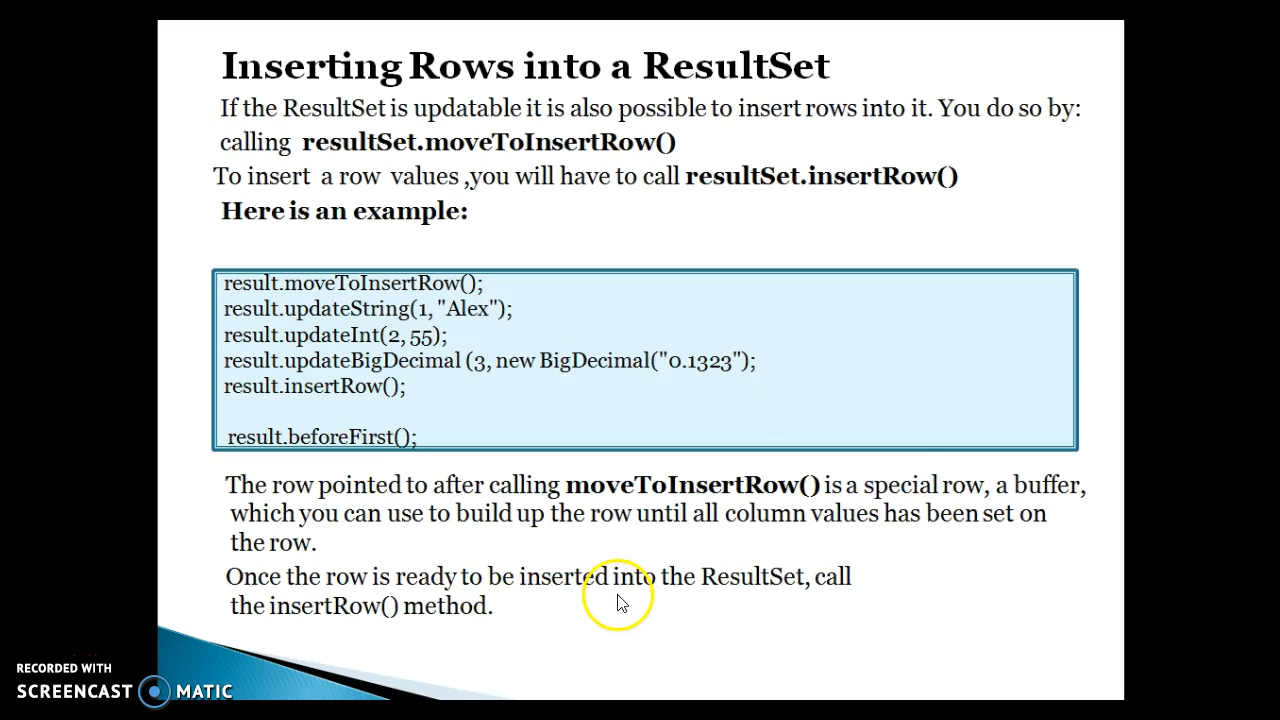 Inserting Rows into a ResultSet
If the ResultSet is updatable it is also possible to insert rows into it. You do so by:
calling resultSet.moveToInsertRow()
To insert a row values ,you will have to call resultSet.insertRow()
Here is an example:
result.moveToInsertRow();
result.updateString(1, "Alex");
result.updateInt(2, 55);
result.updateBigDecimal (3, new BigDecimal("0.1323");
result.insertRow();
result.beforeFirst();
The row pointed to after calling moveToInsertRow() is a special row, a buffer,
which you can use to build up the row until all column values has been set on
the row.
Once the row is ready to be inserted into the ResultSet, call
the insertRow() method.
RECORDED WITH
SCREENCAST MATIC